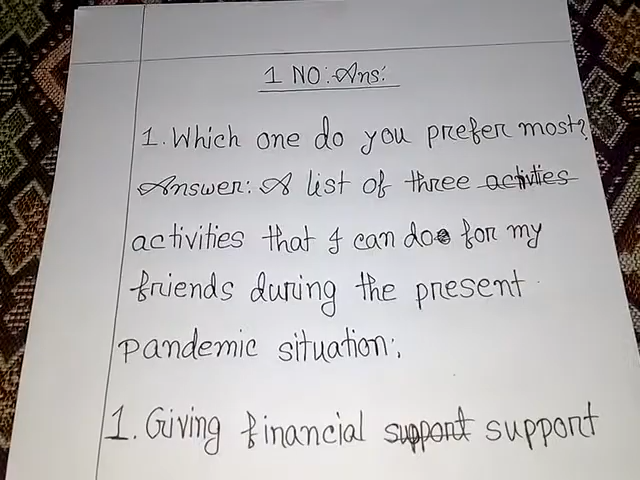 1 NO: Ans:
1. Which one do you prefer most?
Answer: A list of three activities
activities that I can do for my
friends during the present
pandemic situation:.
1. Giving financial support support